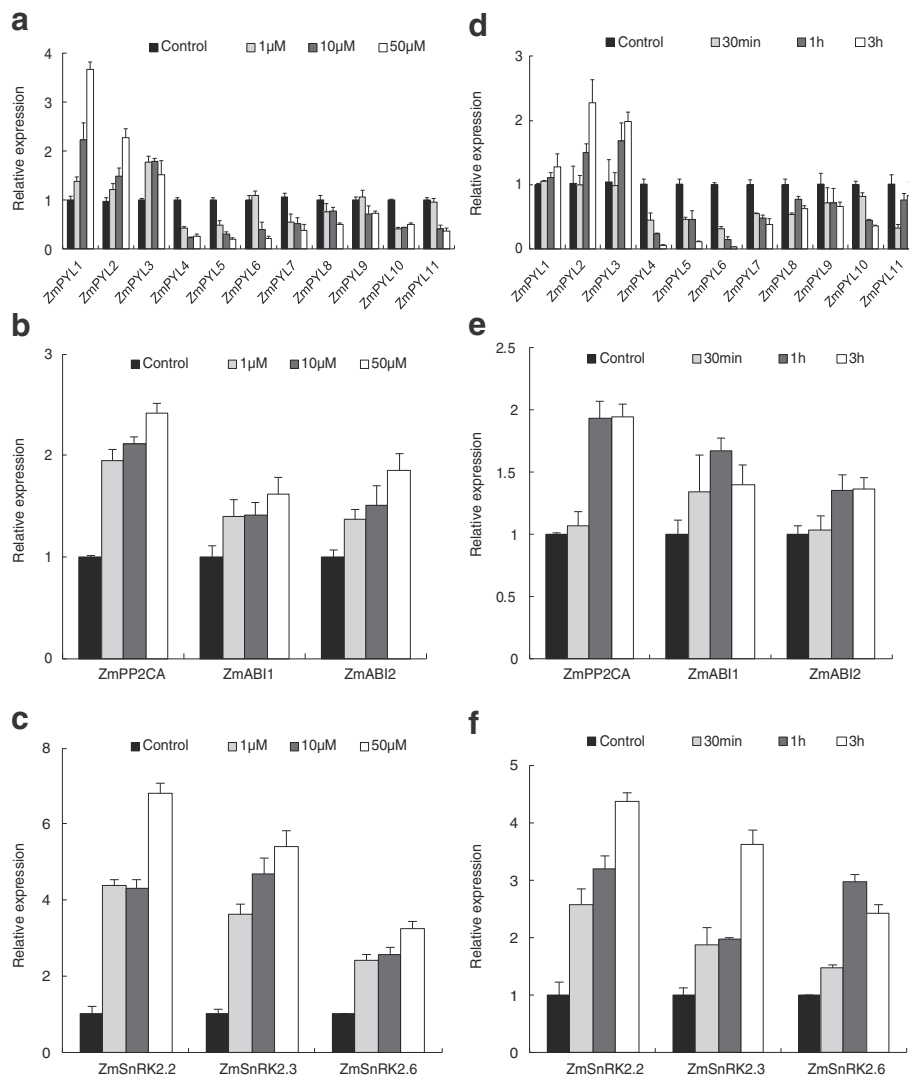 a
Control 1μM 10μM 50μM
Relative expression
4
3
2
1
0
ZmPYL1 ZmPYL2 ZmPYL3 ZmPYL4 ZmPYL5 ZmPYL6 ZmPYL7 ZmPYL8 ZmPYL9 ZmPYL10 ZmPYL11
d
Control 30min 1h 3h
Relative expression
3
2
1
0
ZmPYL1 ZmPYL2 ZmPYL3 ZmPYL4 ZmPYL5 ZmPYL6 ZmPYL7 ZmPYL8 ZmPYL9 ZmPYL10 ZmPYL11
b
Control 1μM 10μM 50μM
Relative expression
3
2
1
0
ZmPP2CA ZmABI1 ZmABI2
e
Control 30min 1h 3h
Relative expression
2.5
2
1.5
1
0.5
0
ZmPP2CA ZmABI1 ZmABI2
c
Control 1μM 10μM 50μM
Relative expression
8
6
4
2
0
ZmSnRK2.2 ZmSnRK2.3 ZmSnRK2.6
f
Control 30min 1h 3h
Relative expression
5
4
3
2
1
0
ZmSnRK2.2 ZmSnRK2.3 ZmSnRK2.6